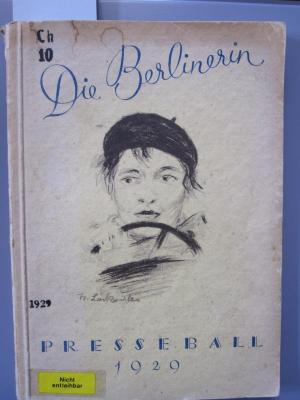 Ch
10
Die Berlinerin
1929
PRESSEBALL
1929
Nicht
entleihbar